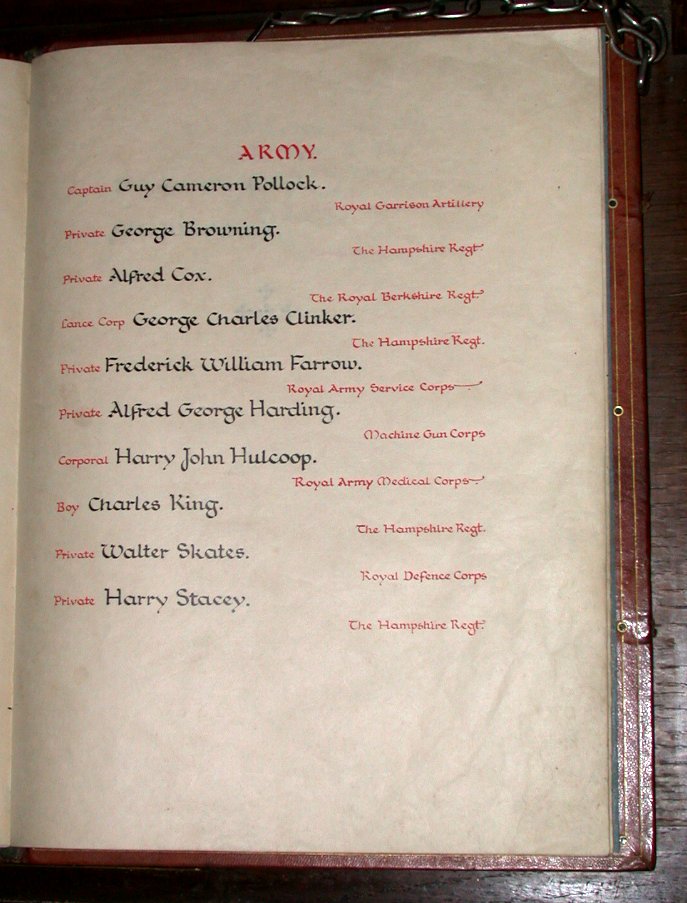 ARMY.
Captain Guy Cameron Pollock.
Royal Garrison Artillery
Private George Browning.
The Hampshire Regt
Private Alfred Cox.
The Royal Berkshire Regt.
Lance Corp George Charles Clinker.
The Hampshire Regt.
Private Frederick William Farrow.
Royal Army Service Corps
Private Alfred George Harding.
Machine Gun Corps
Corporal Harry John Hulcoop.
Royal Army Medical Corps
Boy Charles King.
The Hampshire Regt.
Private Walter Skates.
Royal Defence Corps
Private Harry Stacey.
The Hampshire Regt.